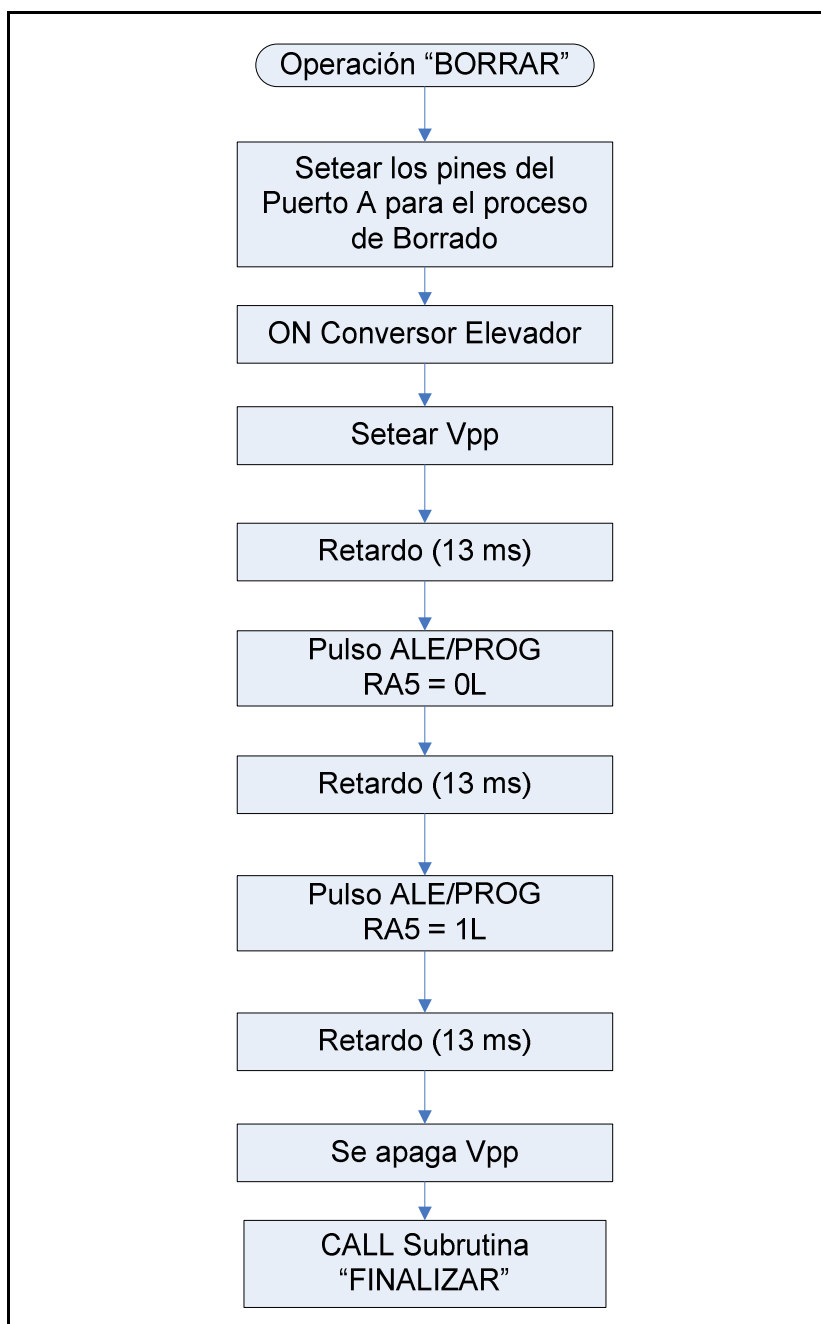 Operación “BORRAR”
Setear los pines del
Puerto A para el proceso
de Borrado
ON Conversor Elevador
Setear Vpp
Retardo (13 ms)
Pulso ALE/PROG
RA5 = 0L
Retardo (13 ms)
Pulso ALE/PROG
RA5 = 1L
Retardo (13 ms)
Se apaga Vpp
CALL Subrutina
“FINALIZAR”